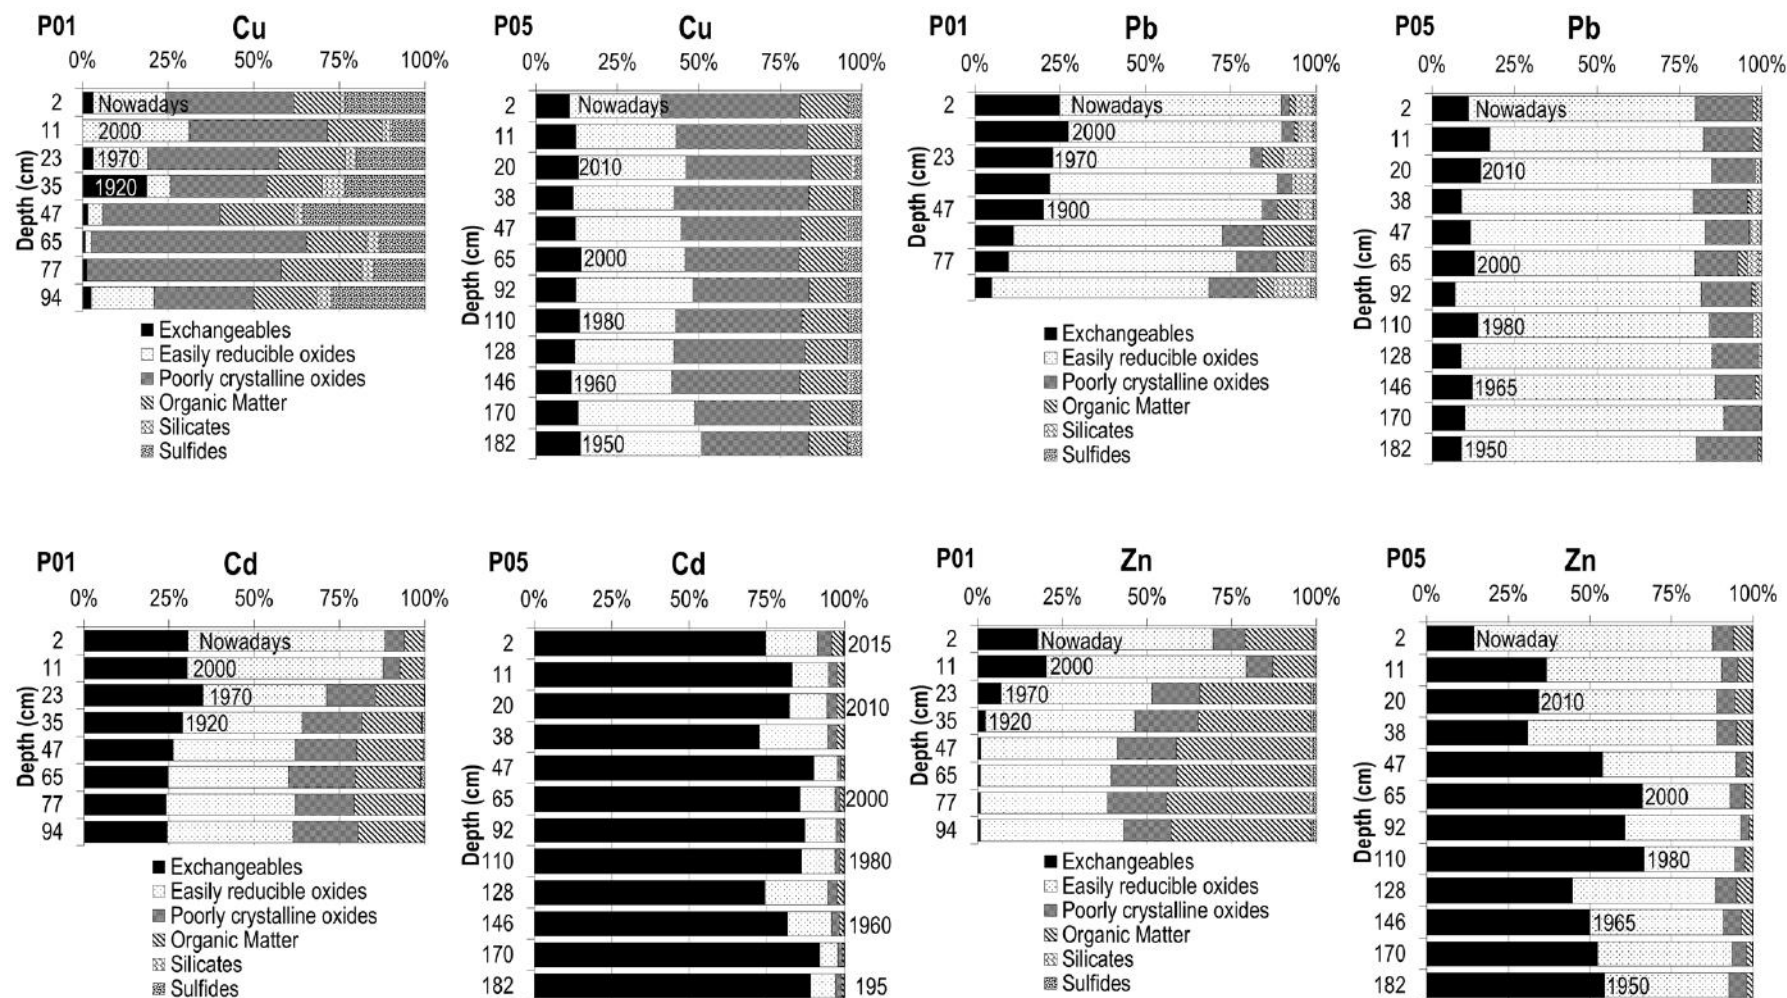 P01 Cu
0% 25% 50% 75% 100%
Depth (cm)
2 Nowadays
11 2000
23 1970
35 1920
47
65
77
94
Exchangeables
Easily reducible oxides
Poorly crystalline oxides
Organic Matter
Silicates
Sulfides
P05 Cu
0% 25% 50% 75% 100%
Depth (cm)
2 Nowadays
11
20 2010
38
47
65 2000
92
110 1980
128
146 1960
170
182 1950
P01 Pb
0% 25% 50% 75% 100%
Depth (cm)
2 Nowadays
2000
23 1970
47 1900
77
Exchangeables
Easily reducible oxides
Poorly crystalline oxides
Organic Matter
Silicates
Sulfides
P05 Pb
0% 25% 50% 75% 100%
Depth (cm)
2 Nowadays
11
20 2010
38
47
65 2000
92
110 1980
128
146 1965
170
182 1950
P01 Cd
0% 25% 50% 75% 100%
Depth (cm)
2 Nowadays
11 2000
23 1970
35 1920
47
65
77
94
Exchangeables
Easily reducible oxides
Poorly crystalline oxides
Organic Matter
Silicates
Sulfides
P05 Cd
0% 25% 50% 75% 100%
Depth (cm)
2 2015
11
20 2010
38
47
65 2000
92
110 1980
128
146 1960
170
182 195
P01 Zn
0% 25% 50% 75% 100%
Depth (cm)
2 Nowaday
11 2000
23 1970
35 1920
47
65
77
94
Exchangeables
Easily reducible oxides
Poorly crystalline oxides
Organic Matter
Silicates
Sulfides
P05 Zn
0% 25% 50% 75% 100%
Depth (cm)
2 Nowaday
11
20 2010
38
47
65 2000
92
110 1980
128
146 1965
170
182 1950